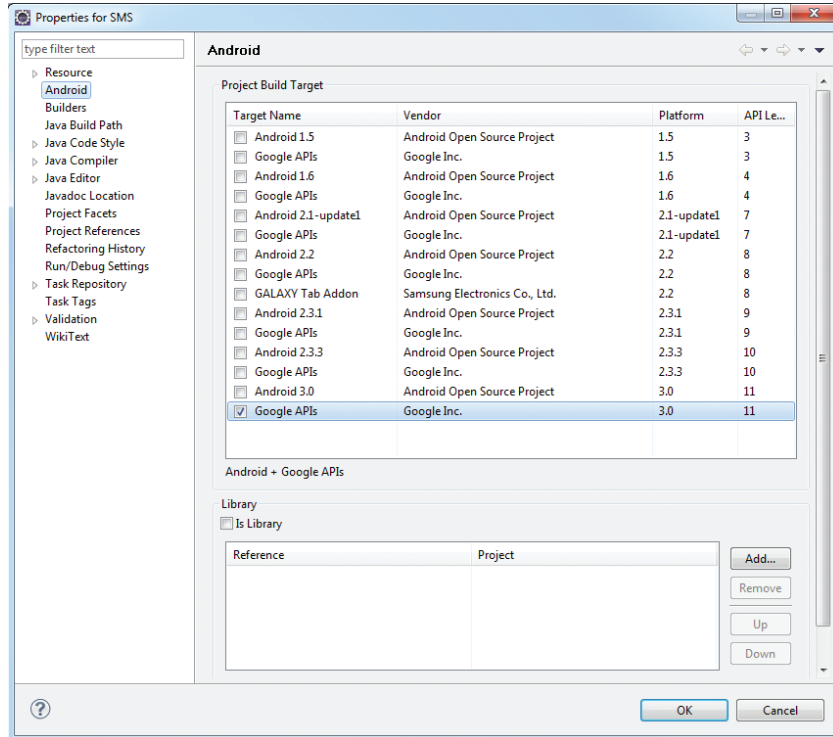 Properties for SMS
type filter text
Resource
Android
Builders
Java Build Path
Java Code Style
Java Compiler
Java Editor
Javadoc Location
Project Facets
Project References
Refactoring History
Run/Debug Settings
Task Repository
Task Tags
Validation
WikiText
Android
Project Build Target
Target Name Vendor Platform API Le...
Android 1.5 Android Open Source Project 1.5 3
Google APIs Google Inc. 1.5 3
Android 1.6 Android Open Source Project 1.6 4
Google APIs Google Inc. 1.6 4
Android 2.1-update1 Android Open Source Project 2.1-update1 7
Google APIs Google Inc. 2.1-update1 7
Android 2.2 Android Open Source Project 2.2 8
Google APIs Google Inc. 2.2 8
GALAXY Tab Addon Samsung Electronics Co., Ltd. 2.2 8
Android 2.3.1 Android Open Source Project 2.3.1 9
Google APIs Google Inc. 2.3.1 9
Android 2.3.3 Android Open Source Project 2.3.3 10
Google APIs Google Inc. 2.3.3 10
Android 3.0 Android Open Source Project 3.0 11
Google APIs Google Inc. 3.0 11
Android + Google APIs
Library
Is Library
Reference Project
Add...
Remove
Up
Down
OK Cancel